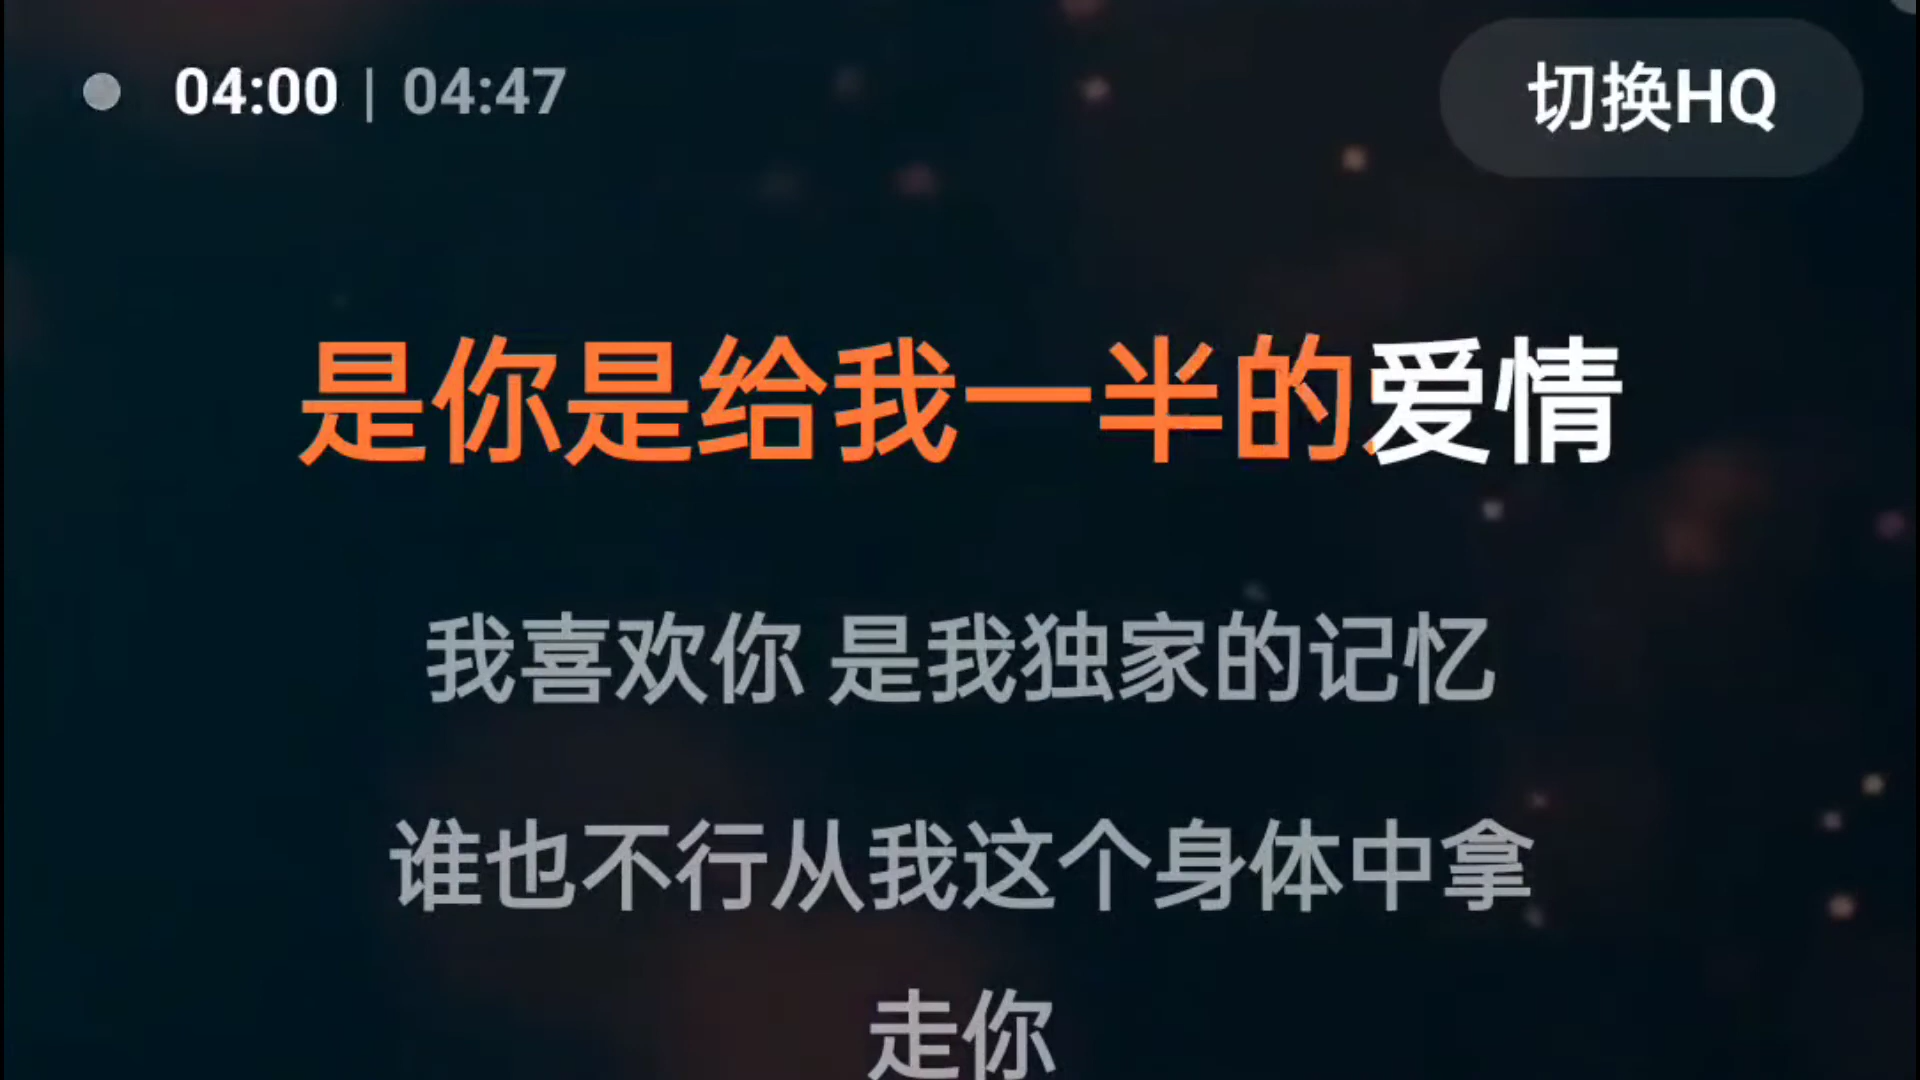 04:00 | 04:47
切换HQ
是你是给我一半的爱情
我喜欢你 是我独家的记忆
谁也不行从我这个身体中拿
走你